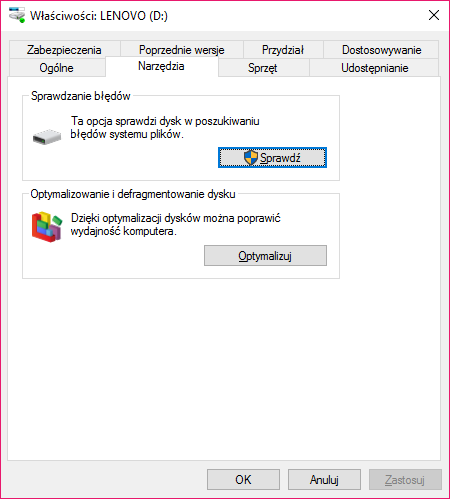 Właściwości: LENOVO (D:)
Zabezpieczenia Poprzednie wersje Przydział Dostosowywanie
Ogólne Narzędzia Sprzęt Udostępnianie
Sprawdzanie błędów
Ta opcja sprawdzi dysk w poszukiwaniu
błędów systemu plików.
Sprawdź
Optymalizowanie i defragmentowanie dysku
Dzięki optymalizacji dysków można poprawić
wydajność komputera.
Optymalizuj
OK Anuluj Zastosuj